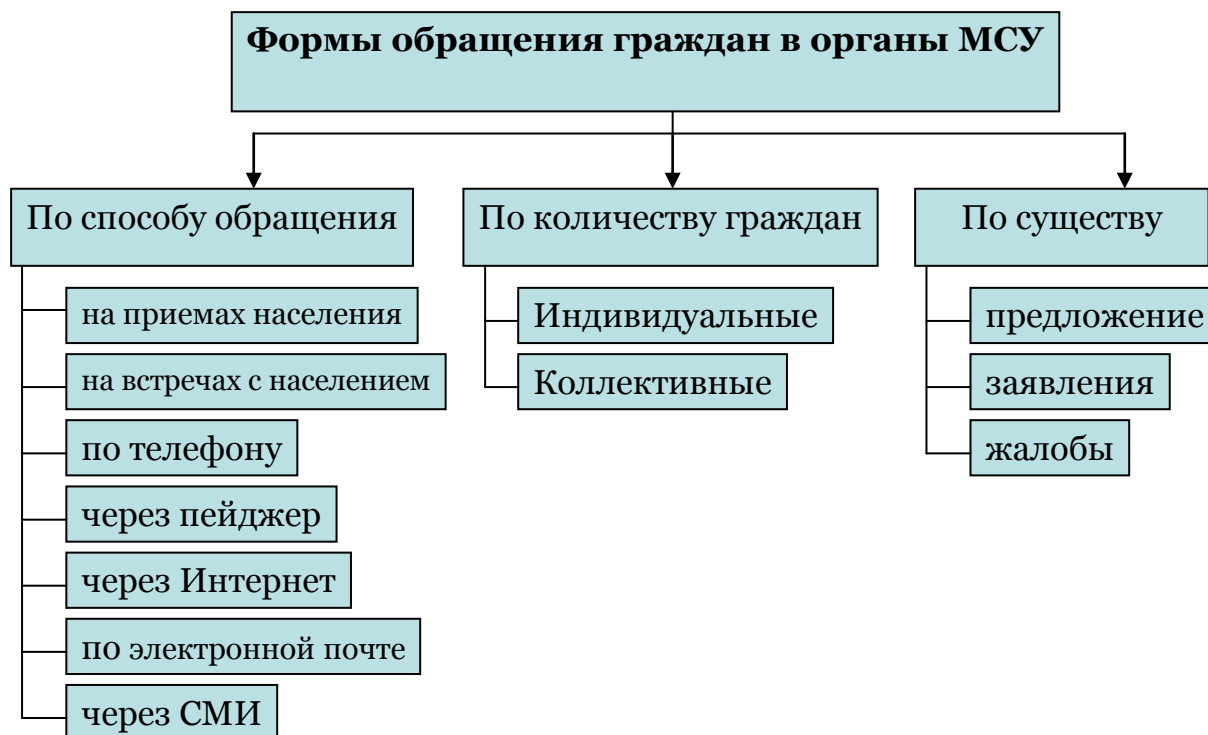 Формы обращения граждан в органы МСУ
По способу обращения
на приемах населения
на встречах с населением
по телефону
через пейджер
через Интернет
по электронной почте
через СМИ
По количеству граждан
Индивидуальные
Коллективные
По существу
предложение
заявления
жалобы